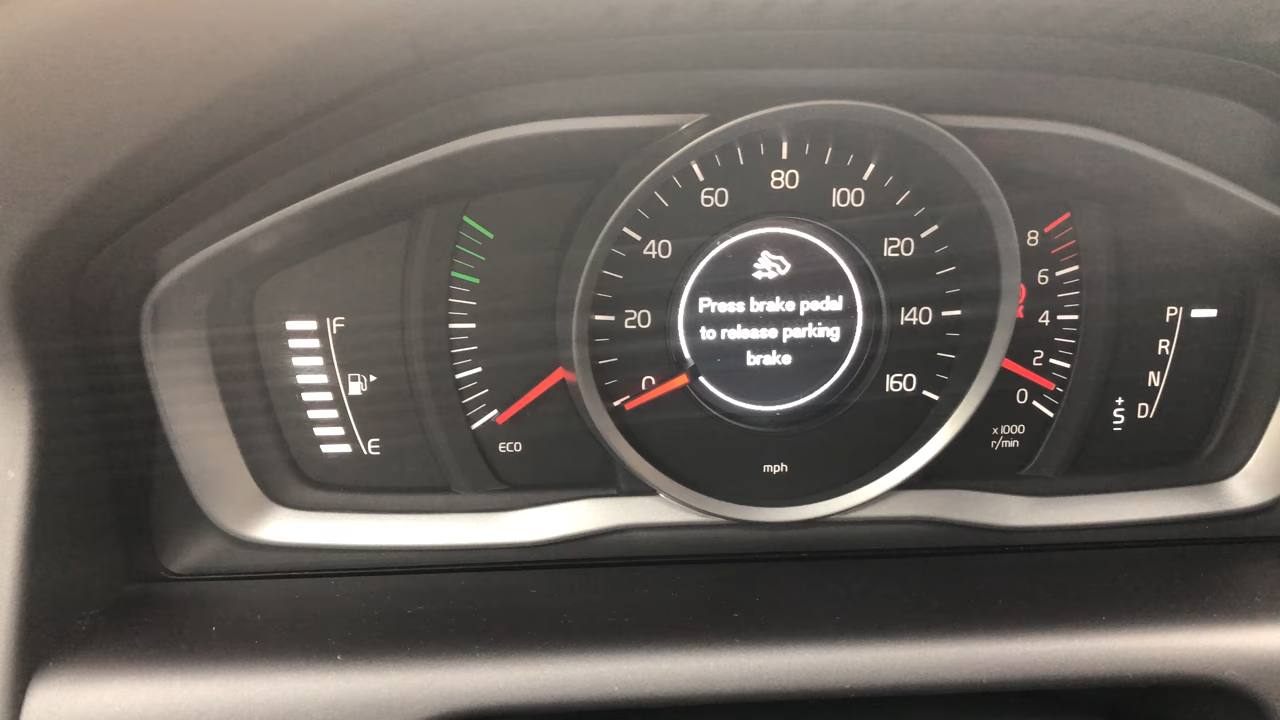 F
E
ECO
0
20
40
60
80
100
120
140
160
Press brake pedal
to release parking
brake
mph
8
6
4
2
0
x1000
r/min
P
R
N
D
+
S
-